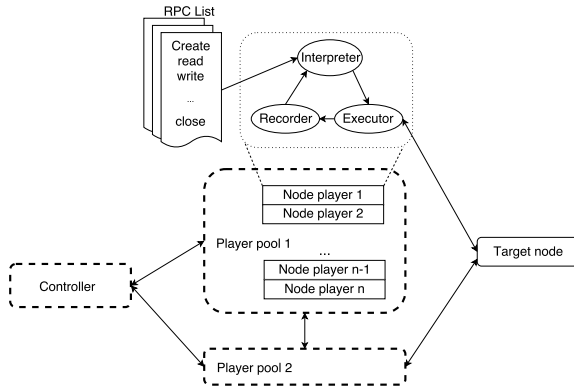 RPC List
Create
read
write
...
close
Interpreter
Recorder
Executor
Node player 1
Node player 2
Player pool 1
...
Node player n-1
Node player n
Target node
Controller
Player pool 2